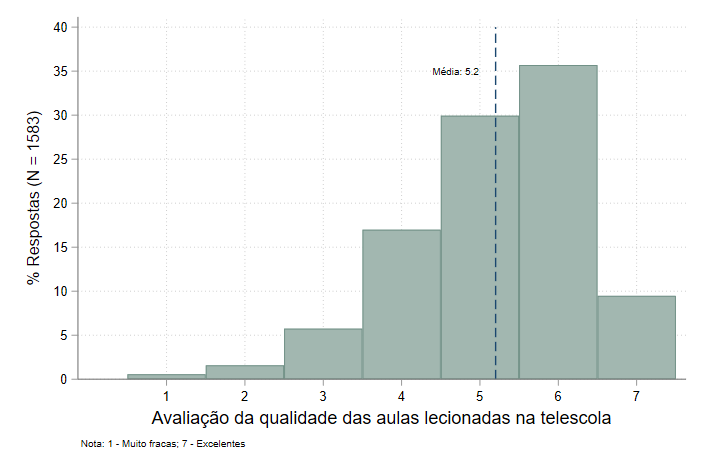 % Respostas (N = 1583)
40
35
30
25
20
15
10
5
0
Média: 5.2
1 2 3 4 5 6 7
Avaliação da qualidade das aulas lecionadas na telescola
Nota: 1 - Muito fracas; 7 - Excelentes